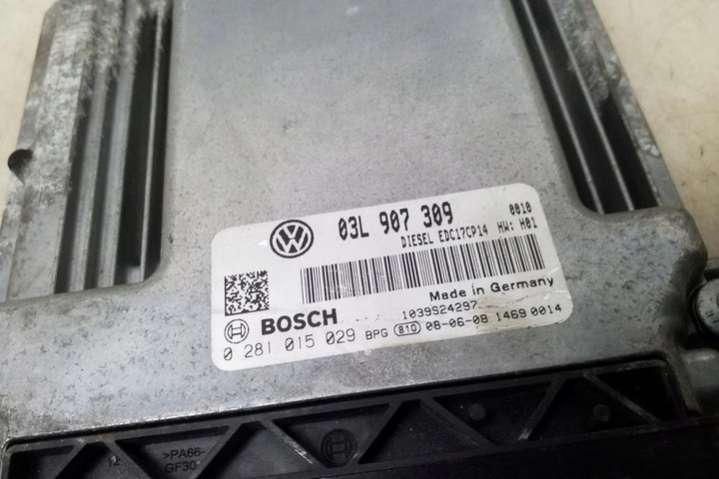 03L 907 309
0010
DIESEL EDC17CP14 HW: H01
Made in Germany
1039S24297
BOSCH
0 281 015 029 BPG 810 08-06-08 1469 0014
12
>PA66-
GF30